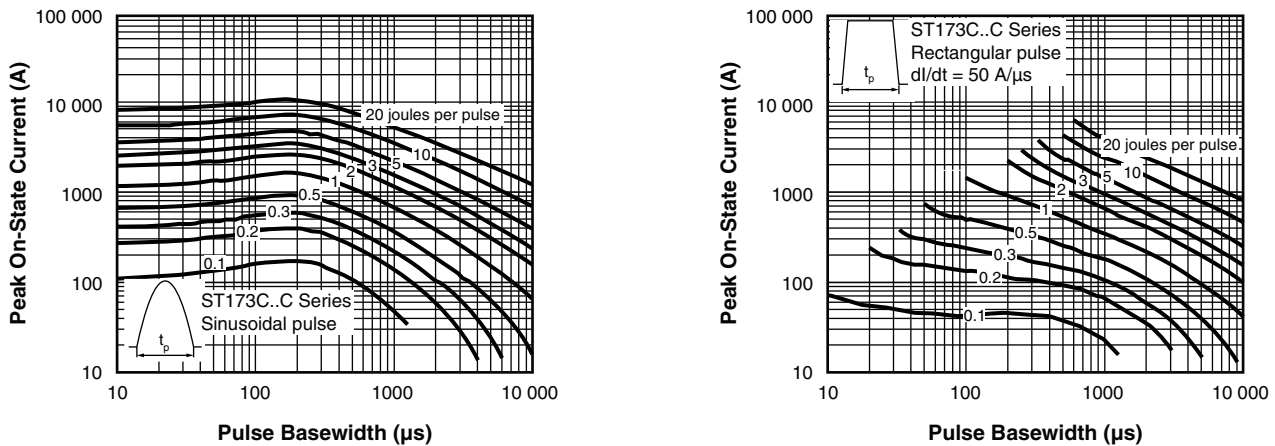 Peak On-State Current (A)
100 000
10 000
1000
100
10
20 joules per pulse
10
5
3
2
1
0.5
0.3
0.2
0.1
ST173C..C Series
Sinusoidal pulse
tp
10
100
1000
10 000
Pulse Basewidth (µs)
Peak On-State Current (A)
100 000
10 000
1000
100
10
tp
ST173C..C Series
Rectangular pulse
dI/dt = 50 A/µs
20 joules per pulse
10
5
3
2
1
0.5
0.3
0.2
0.1
10
100
1000
10 000
Pulse Basewidth (µs)